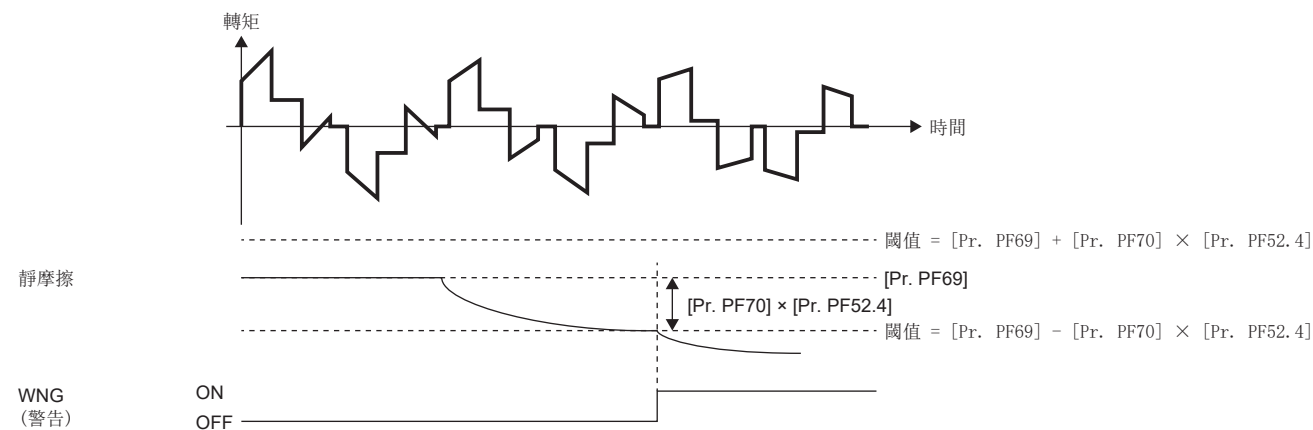 轉矩
時間
閾值 = [Pr. PF69] + [Pr. PF70] × [Pr. PF52.4]
靜摩擦
[Pr. PF69]
[Pr. PF70] × [Pr. PF52.4]
閾值 = [Pr. PF69] - [Pr. PF70] × [Pr. PF52.4]
WNG
(警告)
ON
OFF